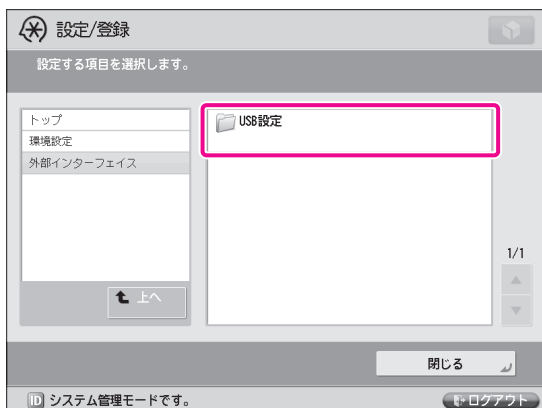 設定/登録
設定する項目を選択します。
トップ
環境設定
外部インターフェイス
USB設定
1/1
上へ
閉じる
ID システム管理モードです。
ログアウト